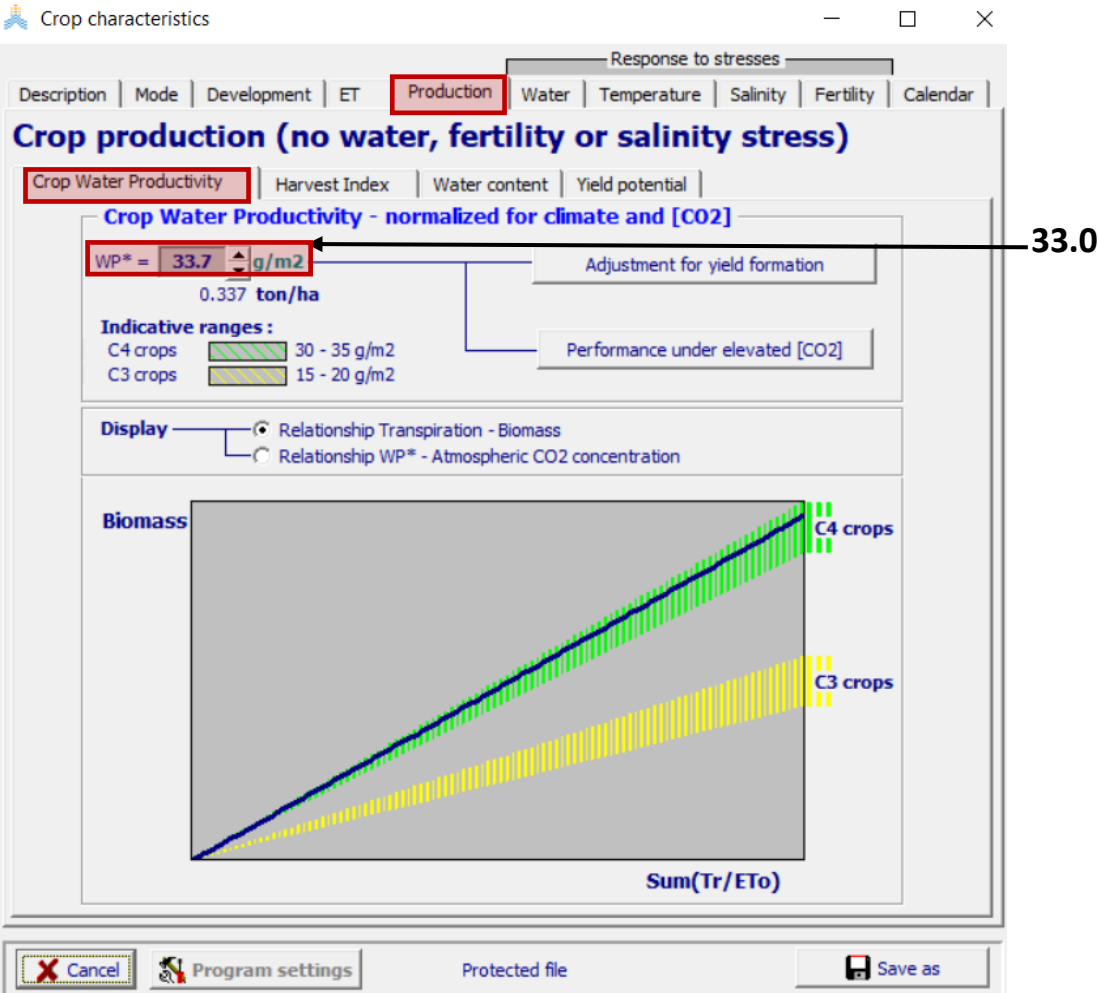 Crop characteristics
Response to stresses
Description Mode Development ET Production Water Temperature Salinity Fertility Calendar
Crop production (no water, fertility or salinity stress)
Crop Water Productivity Harvest Index Water content Yield potential
Crop Water Productivity - normalized for climate and [CO2]
WP* = 33.7 g/m2 Adjustment for yield formation 33.0
0.337 ton/ha
Indicative ranges :
C4 crops 30 - 35 g/m2 Performance under elevated [CO2]
C3 crops 15 - 20 g/m2
Display Relationship Transpiration - Biomass
Relationship WP* - Atmospheric CO2 concentration
Biomass
C4 crops
C3 crops
Sum(Tr/ETo)
Cancel Program settings Protected file Save as